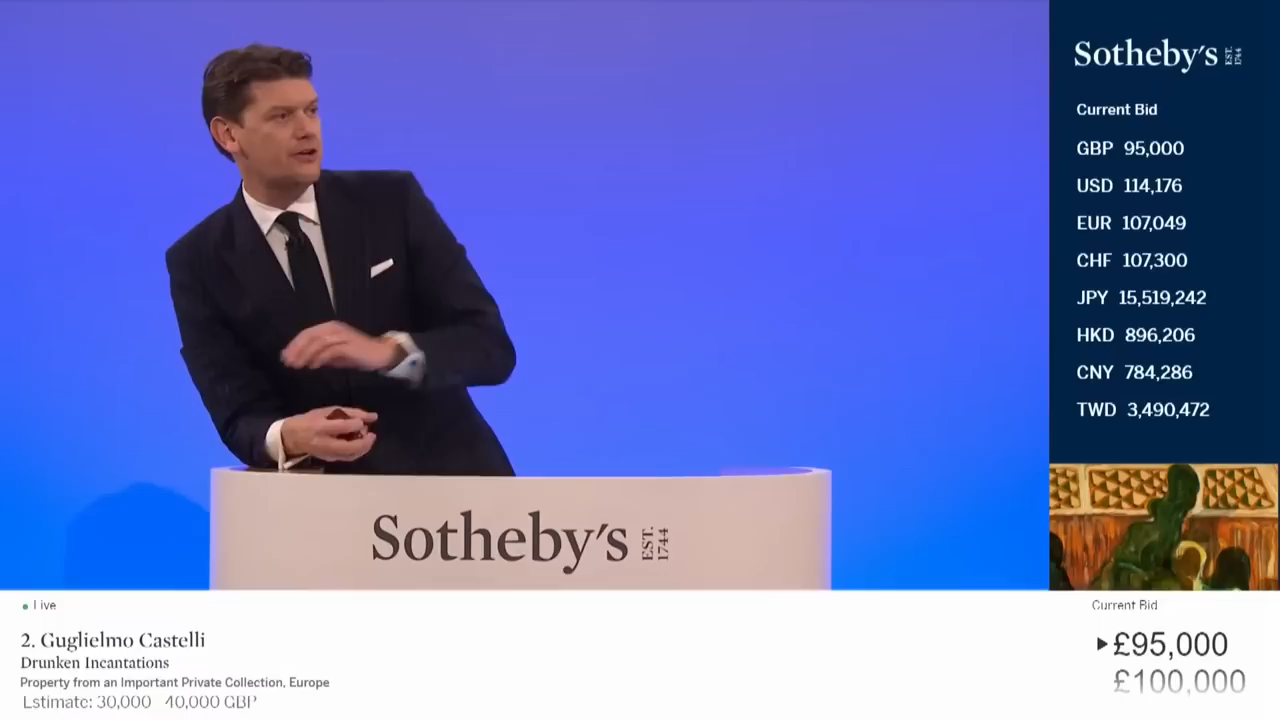 Sotheby's EST. 1744
Current Bid
GBP 95,000
USD 114,176
EUR 107,049
CHF 107,300
JPY 15,519,242
HKD 896,206
CNY 784,286
TWD 3,490,472
Sotheby's EST. 1744
Live
2. Guglielmo Castelli
Drunken Incantations
Property from an Important Private Collection, Europe
Estimate: 30,000 40,000 GBP
Current Bid
£95,000
£100,000